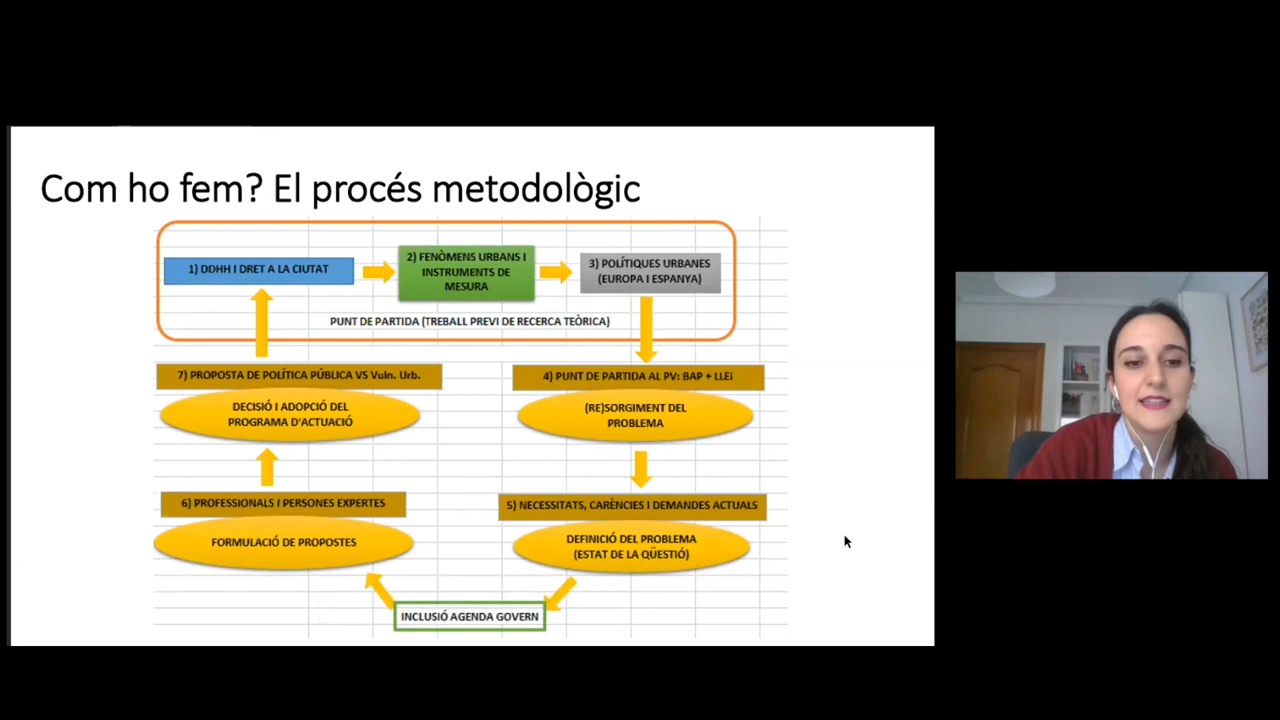 Com ho fem? El procés metodològic
1) DDHH I DRET A LA CIUTAT
2) FENÒMENS URBANS I
INSTRUMENTS DE
MESURA
3) POLÍTIQUES URBANES
(EUROPA I ESPANYA)
PUNT DE PARTIDA (TREBALL PREVI DE RECERCA TEÒRICA)
7) PROPOSTA DE POLÍTICA PÚBLICA VS Vuln. Urb.
DECISIÓ I ADOPCIÓ DEL
PROGRAMA D'ACTUACIÓ
4) PUNT DE PARTIDA AL PV: BAP + LLEI
(RE)SORGIMENT DEL
PROBLEMA
6) PROFESSIONALS I PERSONES EXPERTES
FORMULACIÓ DE PROPOSTES
5) NECESSITATS, CARÈNCIES I DEMANDES ACTUALS
DEFINICIÓ DEL PROBLEMA
(ESTAT DE LA QÜESTIÓ)
INCLUSIÓ AGENDA GOVERN